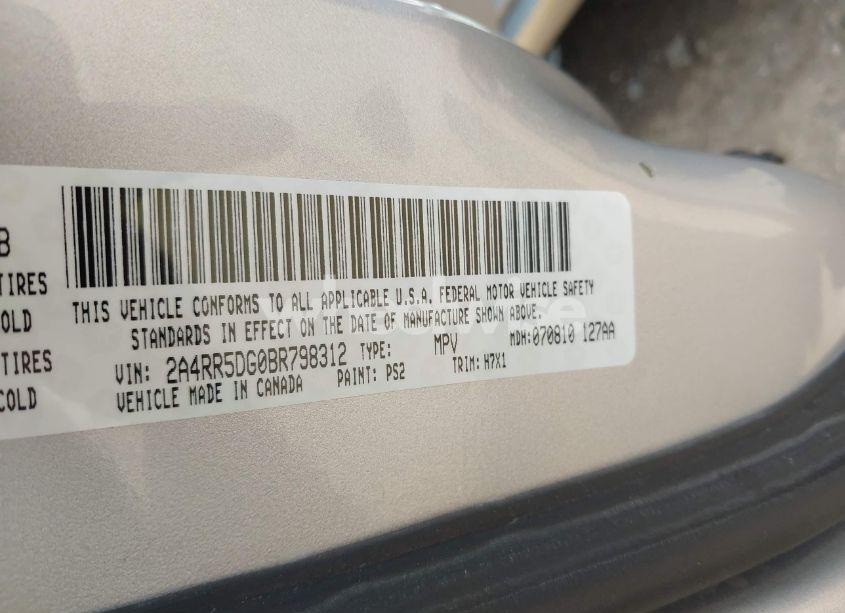 B
TIRES
COLD
TIRES
COLD
THIS VEHICLE CONFORMS TO ALL APPLICABLE U.S.A. FEDERAL MOTOR VEHICLE SAFETY
STANDARDS IN EFFECT ON THE DATE OF MANUFACTURE SHOWN ABOVE.
VIN: 2A4RR5DG0BR798312 TYPE: MPV MDH:070810 127AA
VEHICLE MADE IN CANADA PAINT: PS2 TRIM: H7X1